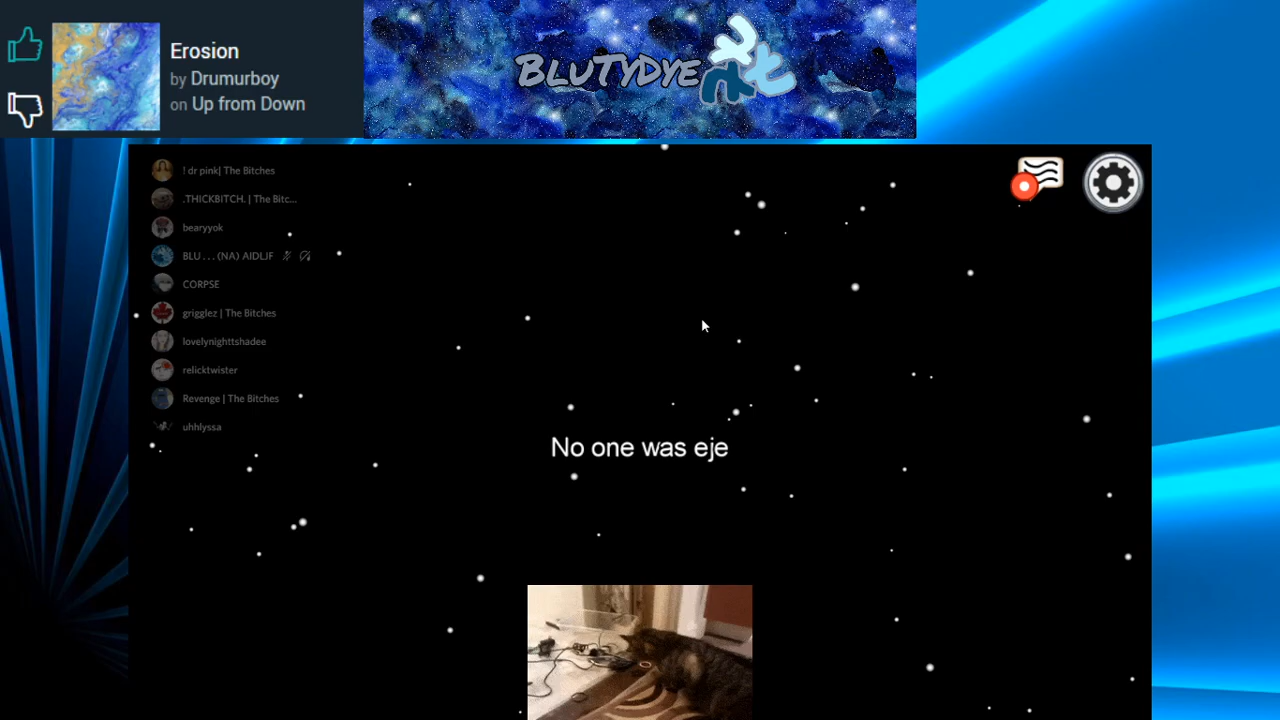 Erosion
by Drumurboy
on Up from Down
BLUTYDYE
! dr pink| The Bitches
.THICKBITCH. | The Bitc...
bearyyok
BLU . . . (NA) AIDLIF
CORPSE
grigglez | The Bitches
lovelynighttshadee
relicktwister
Revenge | The Bitches
uhhlyssa
No one was eje